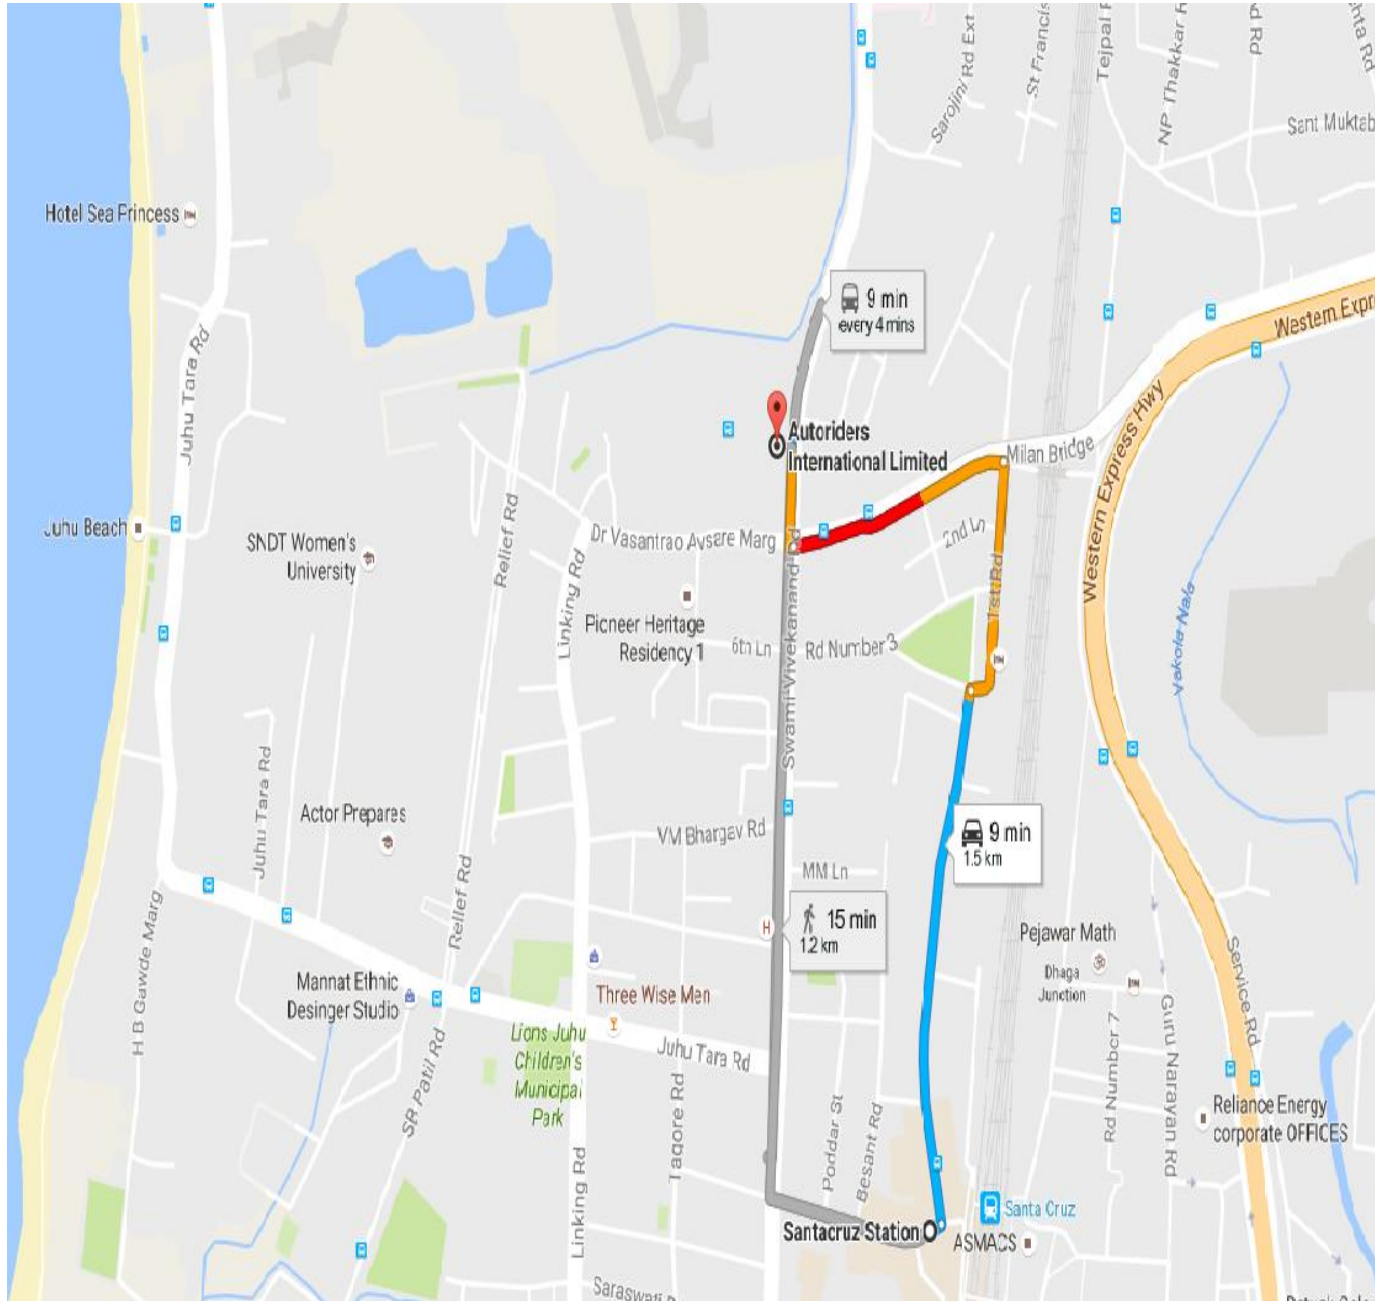 Sarojini Rd Ext
St Francis
Tejpal R
NP Thakkar R
d Rd
hta Rd
Sant Muktab
Hotel Sea Princess
9 min
every 4 mins
Western Expr
Juhu Tara Rd
Autoriders
International Limited
Milan Bridge
Western Express Hwy
Juhu Beach
SNDT Women's
University
Relief Rd
Linking Rd
Dr Vasantrao Avsare Marg
2nd Ln
1st Rd
Pioneer Heritage
Residency 1
6th Ln
Rd Number 3
Swami Vivekanand Rd
Vakola Nala
Juhu Tara Rd
Actor Prepares
VM Bhargav Rd
MM Ln
9 min
1.5 km
H B Gawde Marg
Relief Rd
H
15 min
1.2 km
Pejawar Math
Dhaga
Junction
Service Rd
Mannat Ethnic
Desinger Studio
Three Wise Men
Lions Juhu
Children's
Municipal
Park
Juhu Tara Rd
SR Patil Rd
Tagore Rd
Poddar St
Besant Rd
Rd Number 7
Guru Narayan Rd
Reliance Energy
corporate OFFICES
Linking Rd
Santacruz Station
Santa Cruz
ASMACS
Saraswati